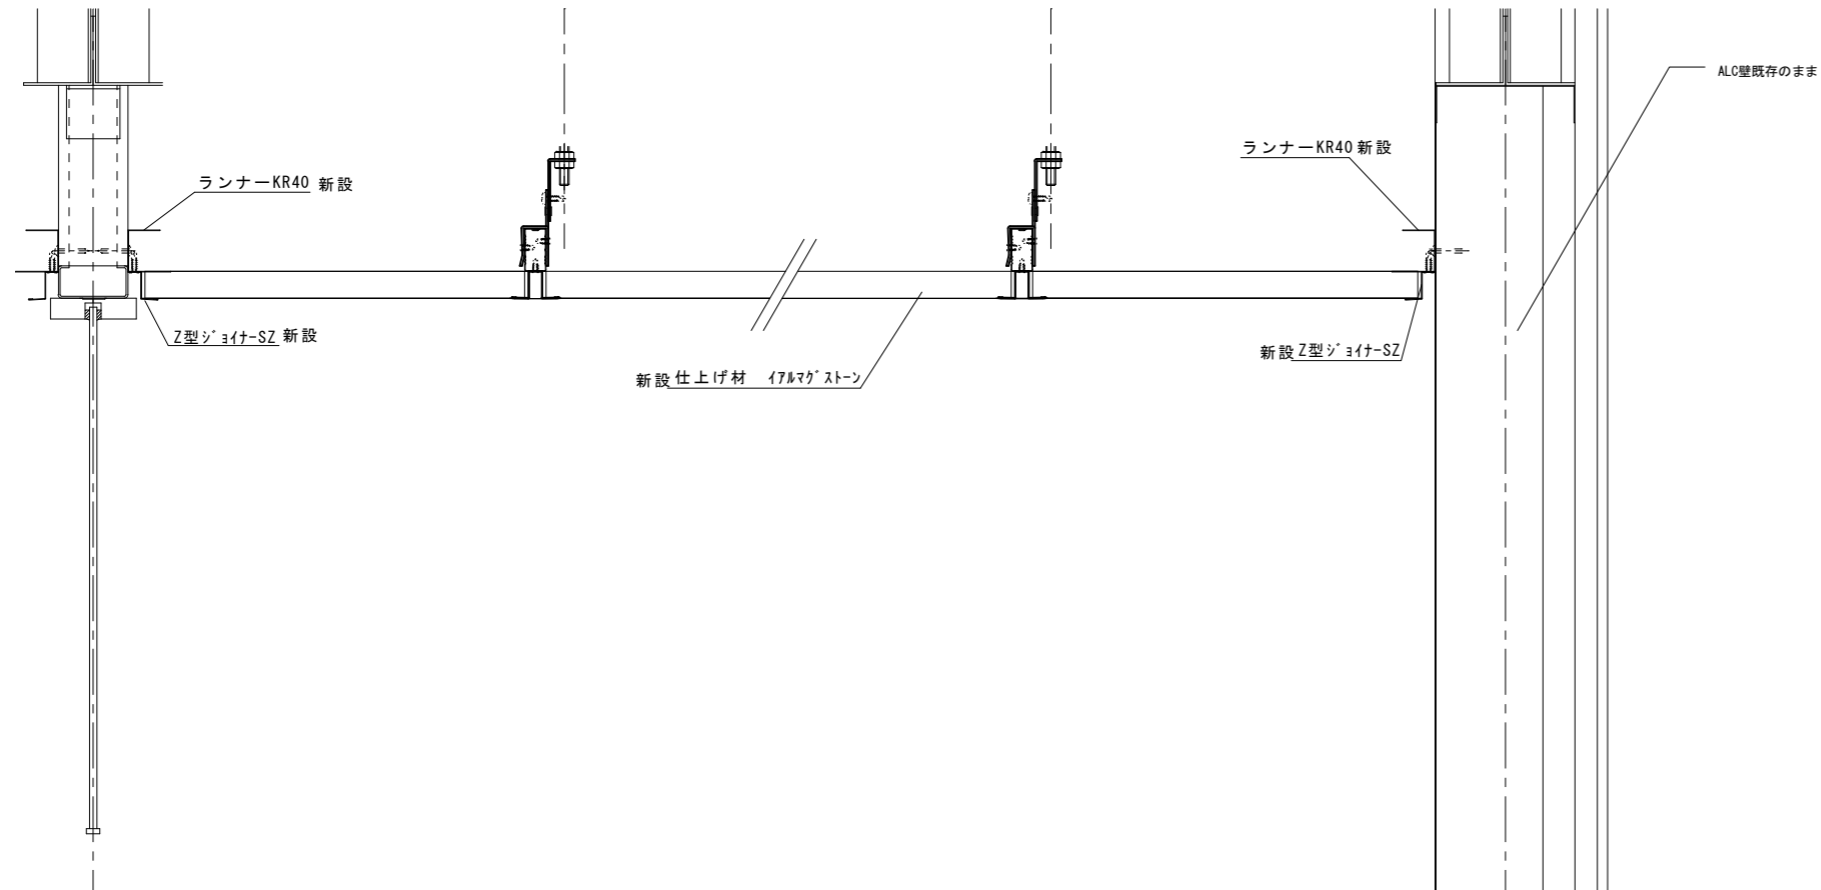 ALC壁既存のまま
ランナーKR40 新設
ランナーKR40 新設
Z型ジョイナーSZ 新設
新設 Z型ジョイナーSZ
新設 仕上げ材　イアルマグストーン